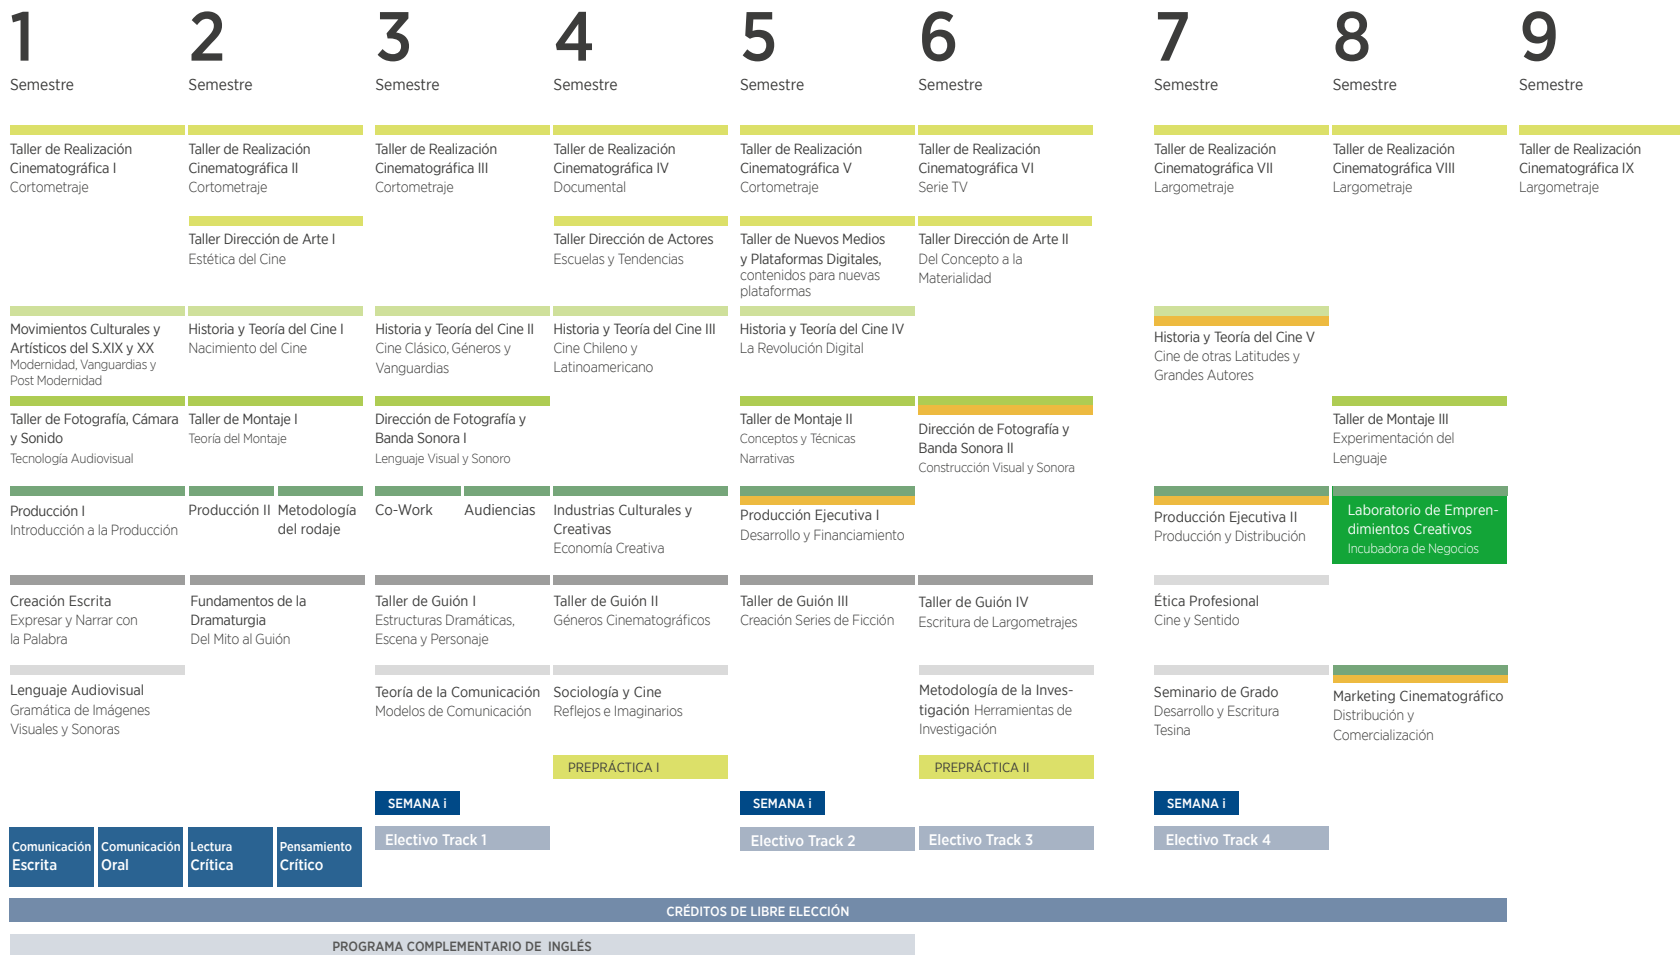 1
Semestre
2
Semestre
3
Semestre
4
Semestre
5
Semestre
6
Semestre
7
Semestre
8
Semestre
9
Semestre
Taller de Realización
Cinematográfica I
Cortometraje
Taller de Realización
Cinematográfica II
Cortometraje
Taller de Realización
Cinematográfica III
Cortometraje
Taller de Realización
Cinematográfica IV
Documental
Taller de Realización
Cinematográfica V
Cortometraje
Taller de Realización
Cinematográfica VI
Serie TV
Taller de Realización
Cinematográfica VII
Largometraje
Taller de Realización
Cinematográfica VIII
Largometraje
Taller de Realización
Cinematográfica IX
Largometraje
Taller Dirección de Arte I
Estética del Cine
Taller Dirección de Actores
Escuelas y Tendencias
Taller de Nuevos Medios
y Plataformas Digitales,
contenidos para nuevas
plataformas
Taller Dirección de Arte II
Del Concepto a la
Materialidad
Movimientos Culturales y
Artísticos del S.XIX y XX
Modernidad, Vanguardias y
Post Modernidad
Historia y Teoría del Cine I
Nacimiento del Cine
Historia y Teoría del Cine II
Cine Clásico, Géneros y
Vanguardias
Historia y Teoría del Cine III
Cine Chileno y
Latinoamericano
Historia y Teoría del Cine IV
La Revolución Digital
Historia y Teoría del Cine V
Cine de otras Latitudes y
Grandes Autores
Taller de Fotografía, Cámara
y Sonido
Tecnología Audiovisual
Taller de Montaje I
Teoría del Montaje
Dirección de Fotografía y
Banda Sonora I
Lenguaje Visual y Sonoro
Taller de Montaje II
Conceptos y Técnicas
Narrativas
Dirección de Fotografía y
Banda Sonora II
Construcción Visual y Sonora
Taller de Montaje III
Experimentación del
Lenguaje
Producción I
Introducción a la Producción
Producción II
Metodología
del rodaje
Co-Work
Audiencias
Industrias Culturales y
Creativas
Economía Creativa
Producción Ejecutiva I
Desarrollo y Financiamiento
Producción Ejecutiva II
Producción y Distribución
Laboratorio de Empren-
dimientos Creativos
Incubadora de Negocios
Creación Escrita
Expresar y Narrar con
la Palabra
Fundamentos de la
Dramaturgia
Del Mito al Guión
Taller de Guión I
Estructuras Dramáticas,
Escena y Personaje
Taller de Guión II
Géneros Cinematográficos
Taller de Guión III
Creación Series de Ficción
Taller de Guión IV
Escritura de Largometrajes
Ética Profesional
Cine y Sentido
Lenguaje Audiovisual
Gramática de Imágenes
Visuales y Sonoras
Teoría de la Comunicación
Modelos de Comunicación
Sociología y Cine
Reflejos e Imaginarios
Metodología de la Inves-
tigación Herramientas de
Investigación
Seminario de Grado
Desarrollo y Escritura
Tesina
Marketing Cinematográfico
Distribución y
Comercialización
PREPRÁCTICA I
PREPRÁCTICA II
SEMANA i
SEMANA i
SEMANA i
Electivo Track 1
Electivo Track 2
Electivo Track 3
Electivo Track 4
Comunicación
Escrita
Comunicación
Oral
Lectura
Crítica
Pensamiento
Crítico
CRÉDITOS DE LIBRE ELECCIÓN
PROGRAMA COMPLEMENTARIO DE INGLÉS